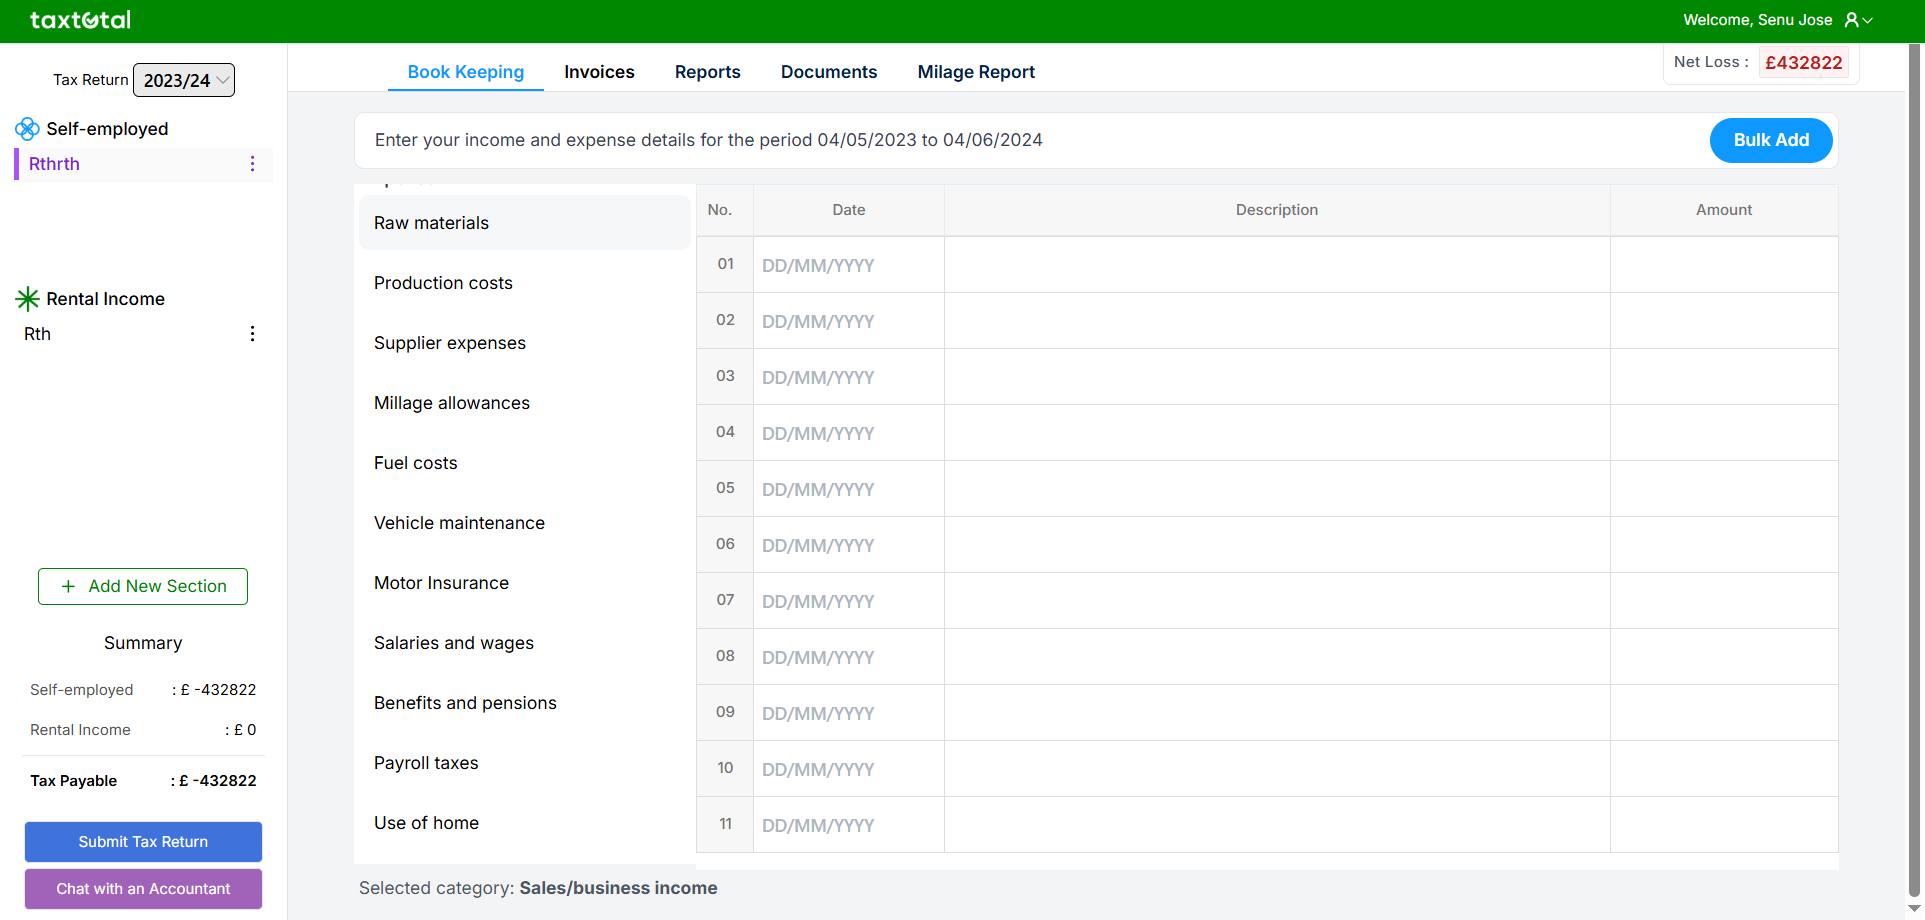 taxtotal
Welcome, Senu Jose
Tax Return 2023/24
Book Keeping Invoices Reports Documents Milage Report
Net Loss : £432822
Self-employed
Rthrth
Rental Income
Rth
+ Add New Section
Summary
Self-employed : £ -432822
Rental Income : £ 0
Tax Payable : £ -432822
Submit Tax Return
Chat with an Accountant
Enter your income and expense details for the period 04/05/2023 to 04/06/2024
Bulk Add
Raw materials
Production costs
Supplier expenses
Millage allowances
Fuel costs
Vehicle maintenance
Motor Insurance
Salaries and wages
Benefits and pensions
Payroll taxes
Use of home
No. Date Description Amount
01 DD/MM/YYYY
02 DD/MM/YYYY
03 DD/MM/YYYY
04 DD/MM/YYYY
05 DD/MM/YYYY
06 DD/MM/YYYY
07 DD/MM/YYYY
08 DD/MM/YYYY
09 DD/MM/YYYY
10 DD/MM/YYYY
11 DD/MM/YYYY
Selected category: Sales/business income